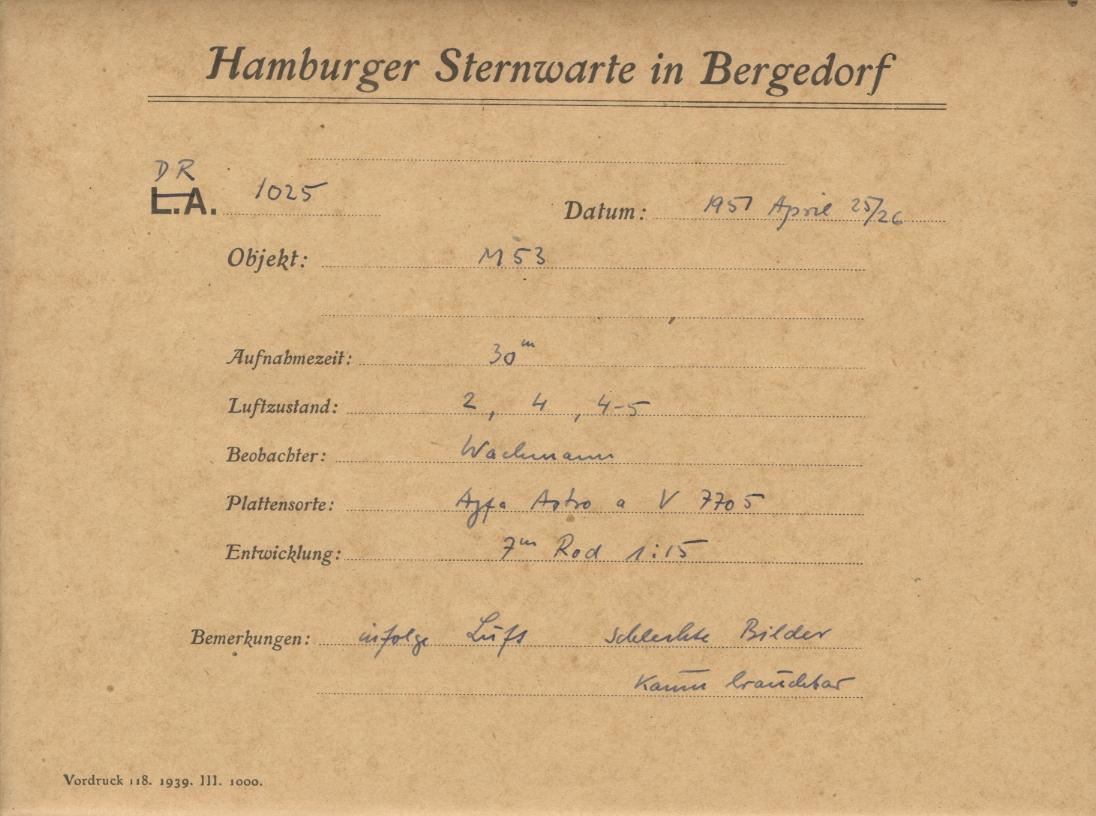 Hamburger Sternwarte in Bergedorf
DR
L.A. 1025 Datum: 1951 April 25/26
Objekt: M 53
Aufnahmezeit: 30m
Luftzustand: 2, 4, 4-5
Beobachter: Wachmann
Plattensorte: Agfa Astro a V 7705
Entwicklung: 7m Rod 1:15
Bemerkungen: infolge Luft schlechte Bilder
kaum brauchbar
Vordruck 118. 1939. III. 1000.